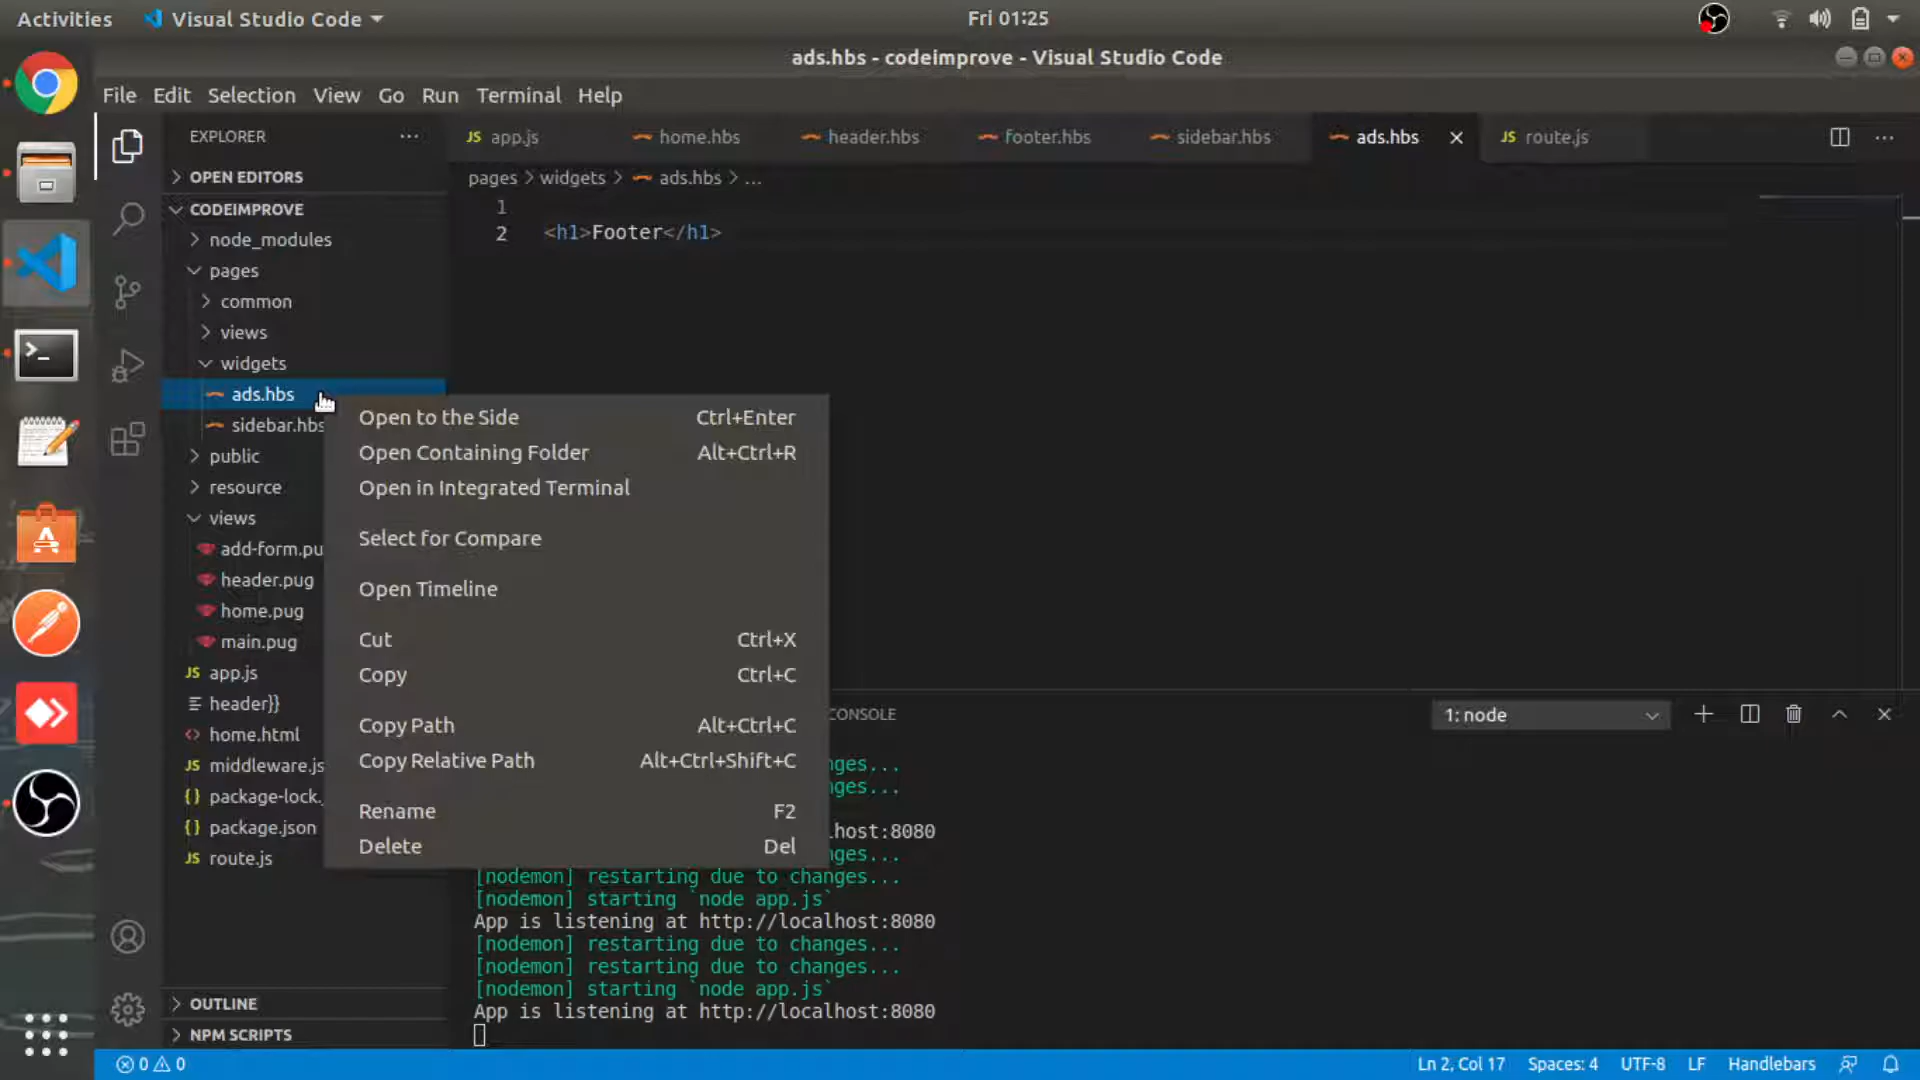 Activities
Visual Studio Code
Fri 01:25
ads.hbs - codeimprove - Visual Studio Code
File Edit Selection View Go Run Terminal Help
EXPLORER
OPEN EDITORS
CODEIMPROVE
node_modules
pages
common
views
widgets
ads.hbs
sidebar.hbs
public
resource
views
add-form.pu
header.pug
home.pug
main.pug
JS app.js
header}}
<> home.html
JS middleware.js
{} package-lock.
{} package.json
JS route.js
OUTLINE
NPM SCRIPTS
JS app.js
home.hbs
header.hbs
footer.hbs
sidebar.hbs
ads.hbs
JS route.js
pages > widgets > ads.hbs > ...
1
2 <h1>Footer</h1>
Open to the Side Ctrl+Enter
Open Containing Folder Alt+Ctrl+R
Open in Integrated Terminal
Select for Compare
Open Timeline
Cut Ctrl+X
Copy Ctrl+C
Copy Path Alt+Ctrl+C
Copy Relative Path Alt+Ctrl+Shift+C
Rename F2
Delete Del
CONSOLE
1: node
nges...
nges...
host:8080
nges...
[nodemon] restarting due to changes...
[nodemon] starting `node app.js`
App is listening at http://localhost:8080
[nodemon] restarting due to changes...
[nodemon] restarting due to changes...
[nodemon] starting `node app.js`
App is listening at http://localhost:8080
0 0
Ln 2, Col 17 Spaces: 4 UTF-8 LF Handlebars